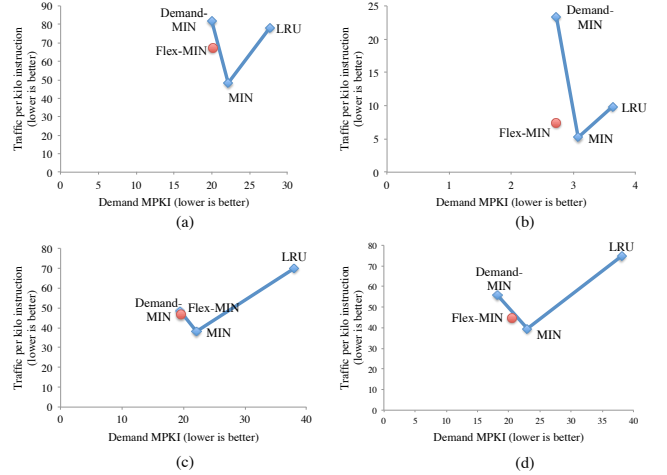 Traffic per kilo instruction
(lower is better)
90
80
70
60
50
40
30
20
10
0
Demand-
MIN
LRU
Flex-MIN
MIN
0 5 10 15 20 25 30
Demand MPKI (lower is better)
(a)
Traffic per kilo instruction
(lower is better)
25
20
15
10
5
0
Demand-
MIN
LRU
Flex-MIN
MIN
0 1 2 3 4
Demand MPKI (lower is better)
(b)
Traffic per kilo instruction
(lower is better)
80
70
60
50
40
30
20
10
0
LRU
Demand-
MIN
Flex-MIN
MIN
0 10 20 30 40
Demand MPKI (lower is better)
(c)
Traffic per kilo instruction
(lower is better)
80
70
60
50
40
30
20
10
0
LRU
Demand-
MIN
Flex-MIN
MIN
0 5 10 15 20 25 30 35 40
Demand MPKI (lower is better)
(d)